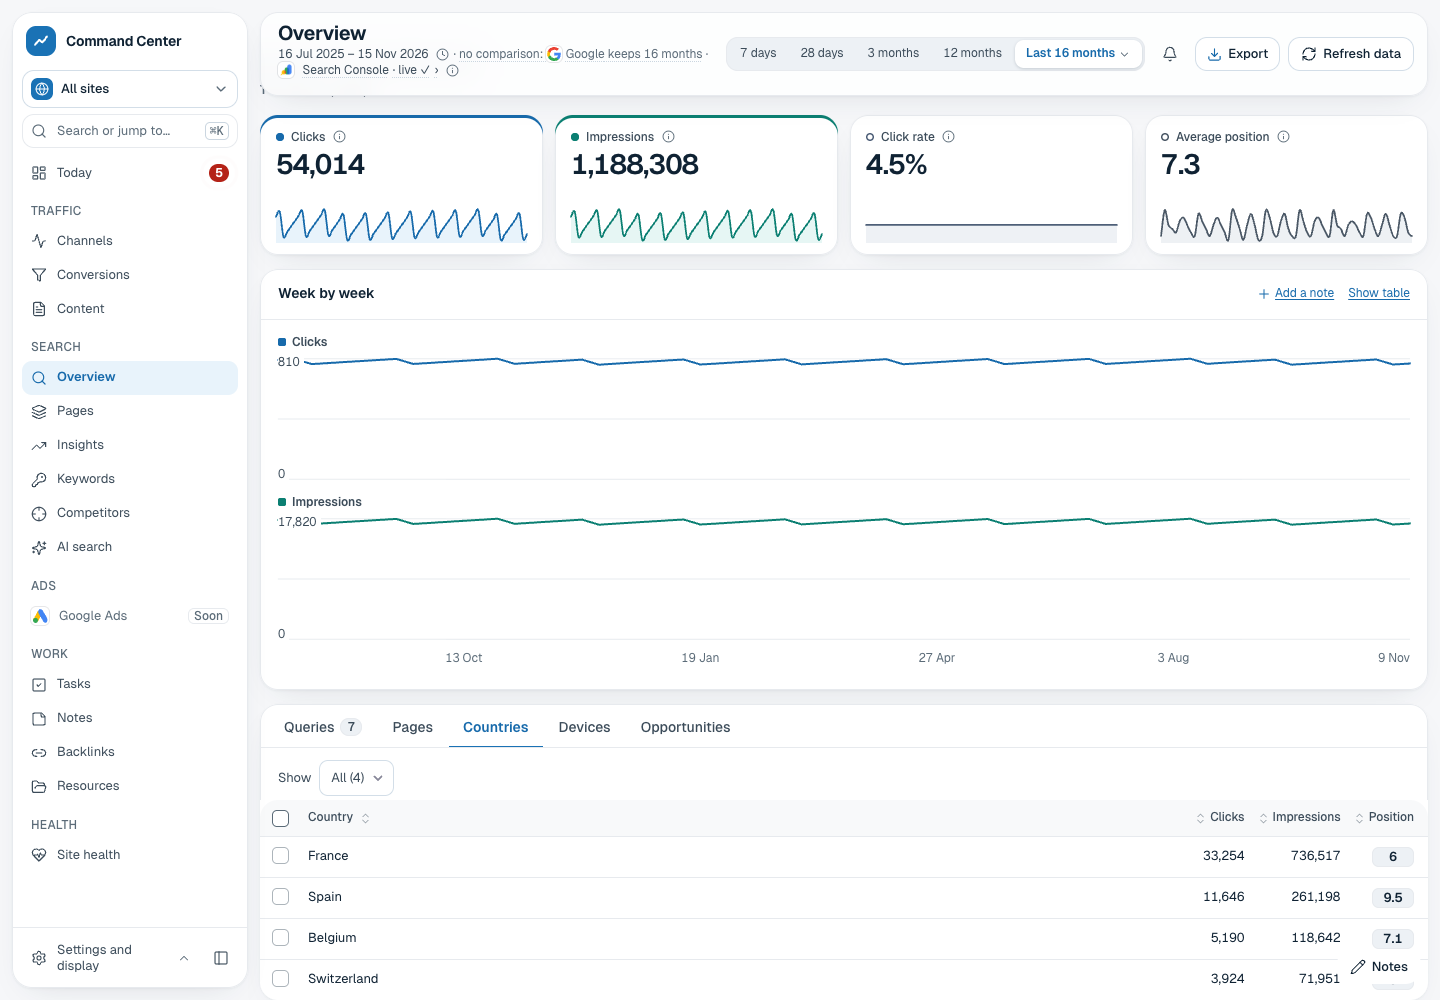 Command Center
All sites
Search or jump to...
⌘K
Today
5
TRAFFIC
Channels
Conversions
Content
SEARCH
Overview
Pages
Insights
Keywords
Competitors
AI search
ADS
Google Ads
Soon
WORK
Tasks
Notes
Backlinks
Resources
HEALTH
Site health
Settings and
display
Overview
16 Jul 2025 – 15 Nov 2026 · no comparison: Google keeps 16 months ·
Search Console · live ✓ ›
7 days
28 days
3 months
12 months
Last 16 months
Export
Refresh data
Clicks
54,014
Impressions
1,188,308
Click rate
4.5%
Average position
7.3
Week by week
+ Add a note
Show table
Clicks
810
0
Impressions
17,820
0
13 Oct
19 Jan
27 Apr
3 Aug
9 Nov
Queries 7
Pages
Countries
Devices
Opportunities
Show
All (4)
Country
Clicks
Impressions
Position
France
33,254
736,517
6
Spain
11,646
261,198
9.5
Belgium
5,190
118,642
7.1
Switzerland
3,924
71,951
Notes